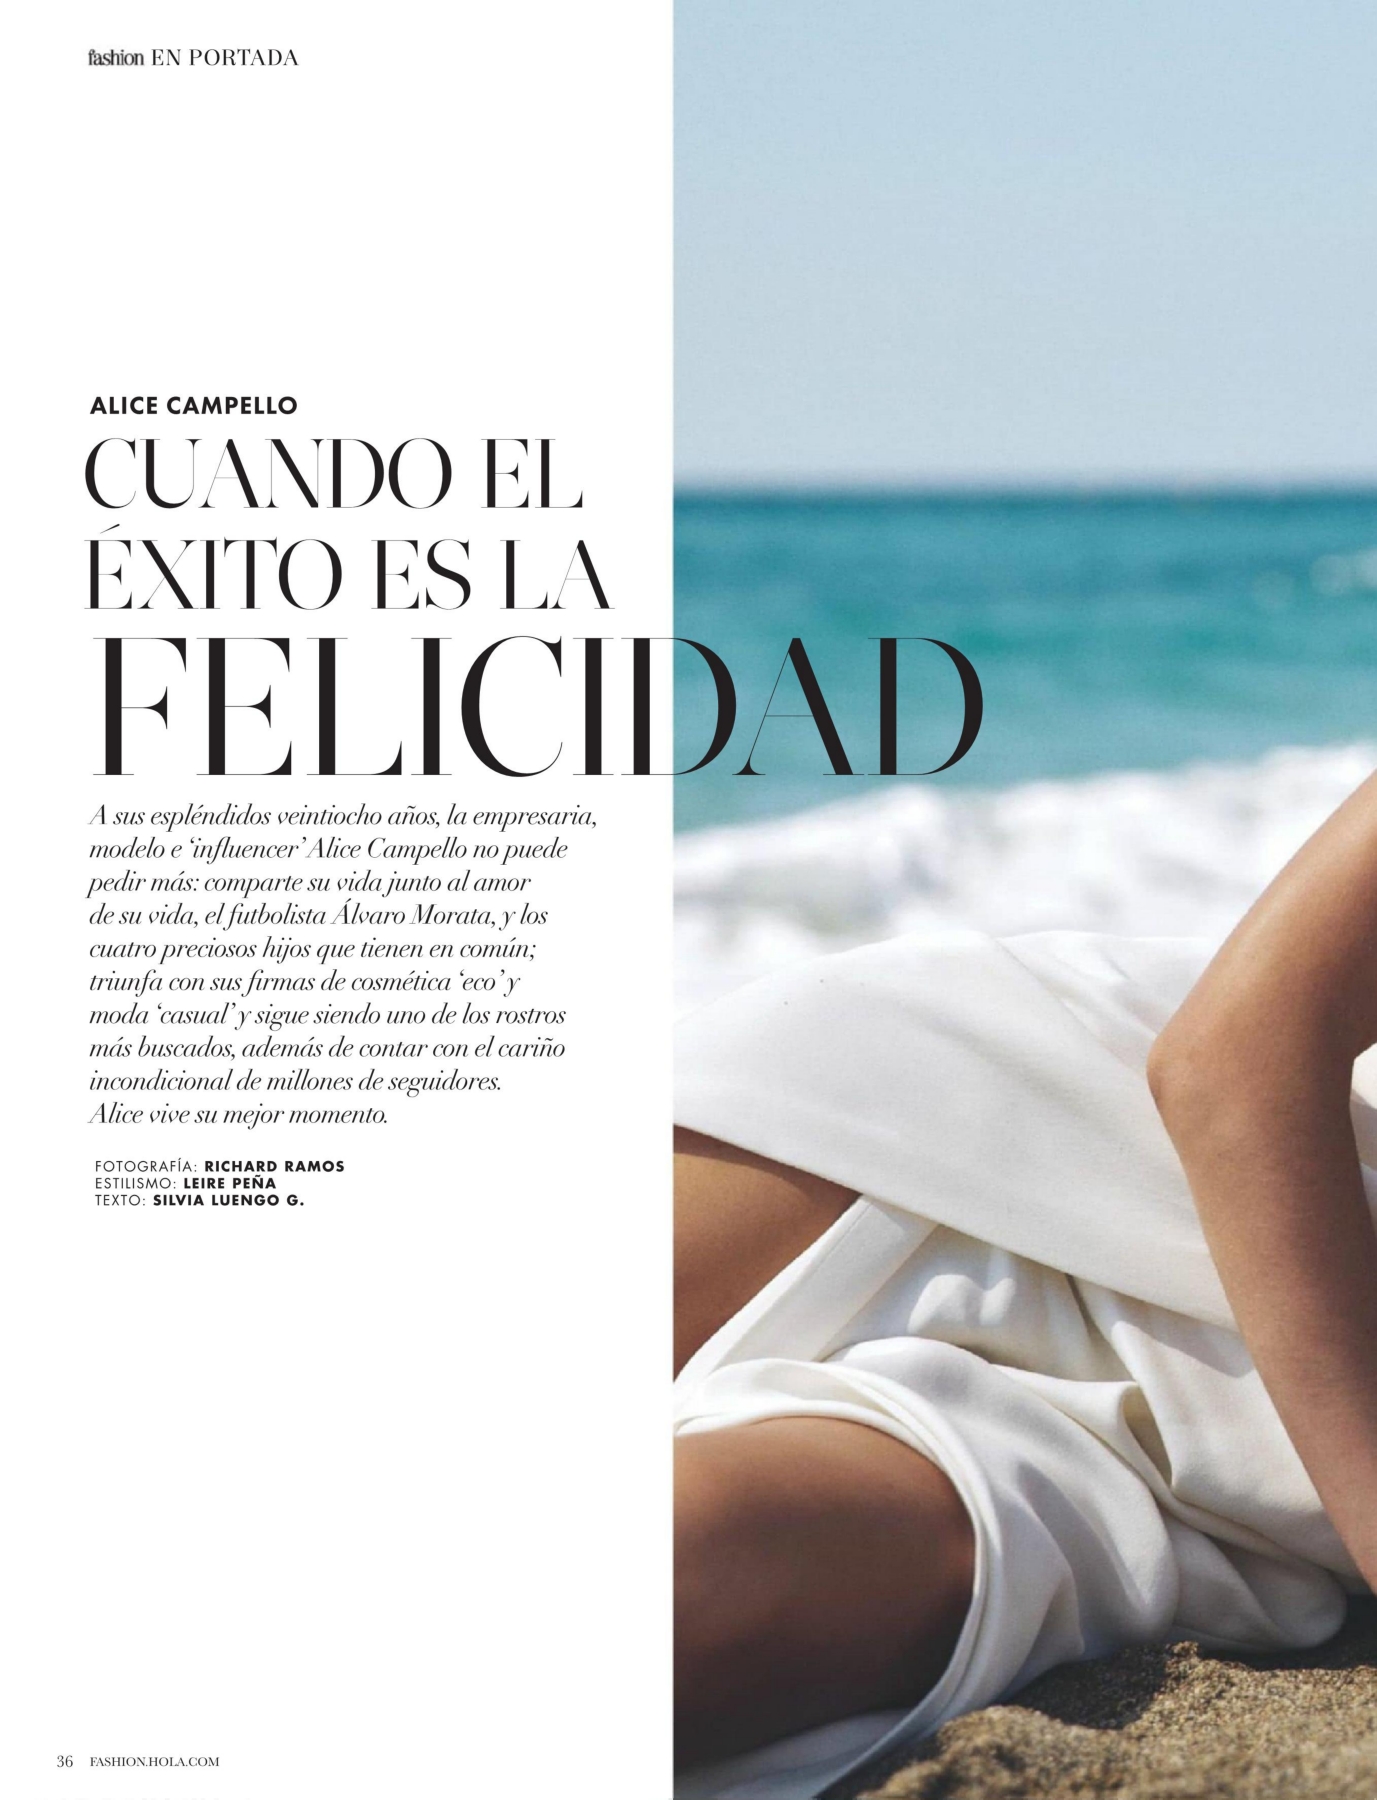 fashion EN PORTADA
ALICE CAMPELLO
CUANDO EL
ÉXITO ES LA
FELICIDAD
A sus espléndidos veintiocho años, la empresaria,
modelo e ‘influencer’ Alice Campello no puede
pedir más: comparte su vida junto al amor
de su vida, el futbolista Álvaro Morata, y los
cuatro preciosos hijos que tienen en común;
triunfa con sus firmas de cosmética ‘eco’ y
moda ‘casual’ y sigue siendo uno de los rostros
más buscados, además de contar con el cariño
incondicional de millones de seguidores.
Alice vive su mejor momento.
FOTOGRAFÍA: RICHARD RAMOS
ESTILISMO: LEIRE PEÑA
TEXTO: SILVIA LUENGO G.
36 FASHION.HOLA.COM